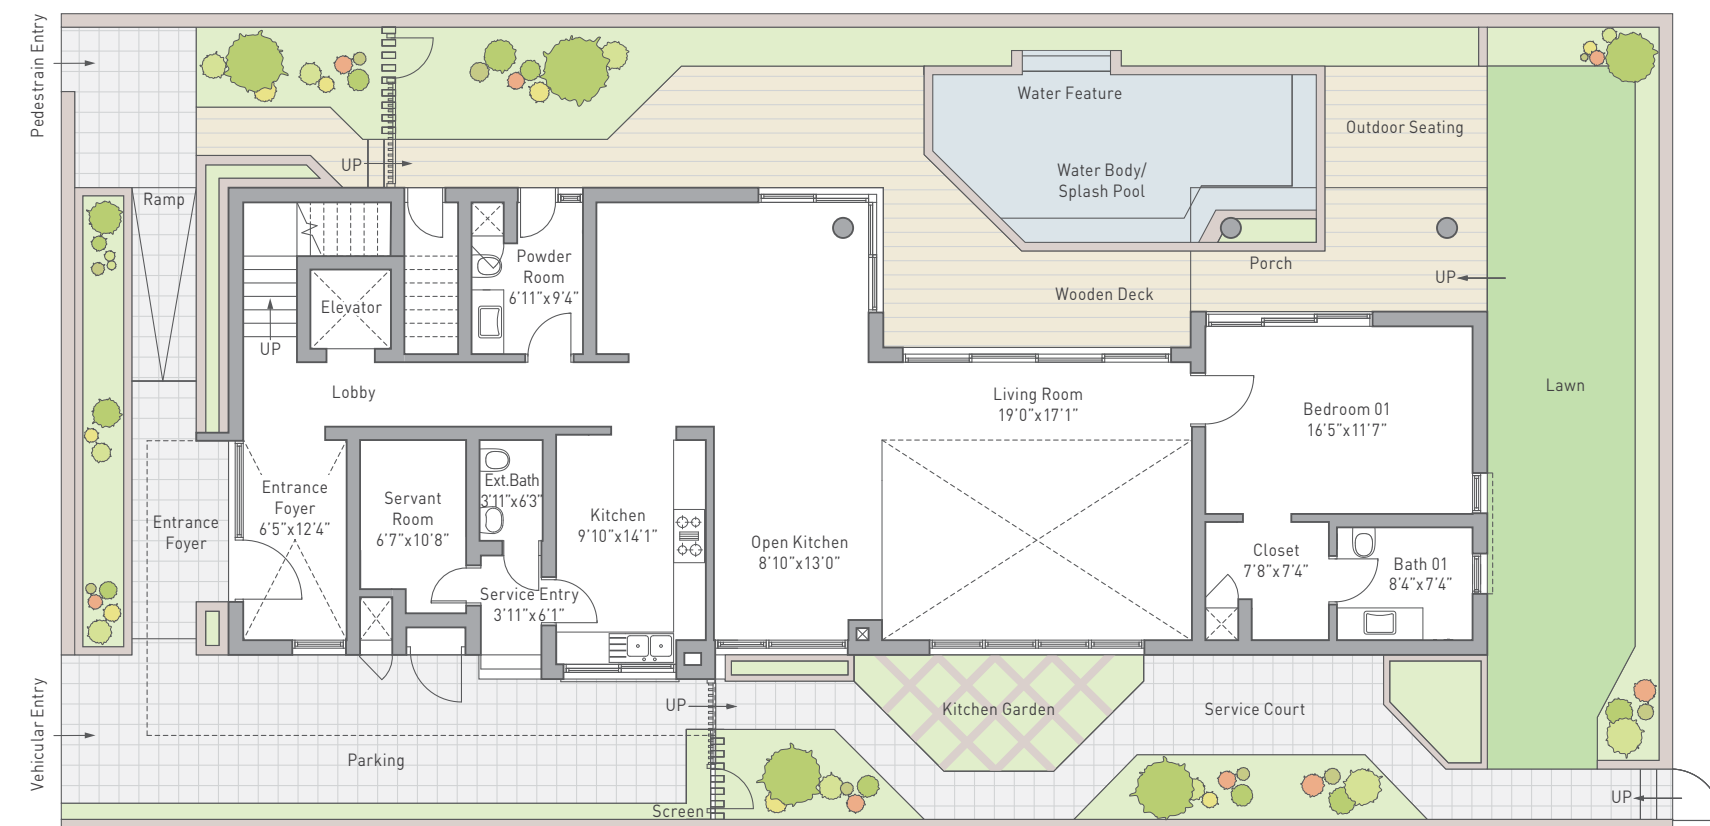 Pedestrain Entry
Water Feature
Outdoor Seating
UP
Water Body/
Splash Pool
Ramp
Powder
Room
6'11"x9'4"
Porch
UP
Wooden Deck
Elevator
UP
Lobby
Living Room
19'0"x17'1"
Lawn
Bedroom 01
16'5"x11'7"
Entrance
Foyer
6'5"x12'4"
Servant
Room
6'7"x10'8"
Ext.Bath
3'11"x6'3"
Kitchen
9'10"x14'1"
Entrance
Foyer
Open Kitchen
8'10"x13'0"
Closet
7'8"x7'4"
Bath 01
8'4"x7'4"
Service Entry
3'11"x6'1"
Vehicular Entry
UP
Kitchen Garden
Service Court
Parking
Screen
UP